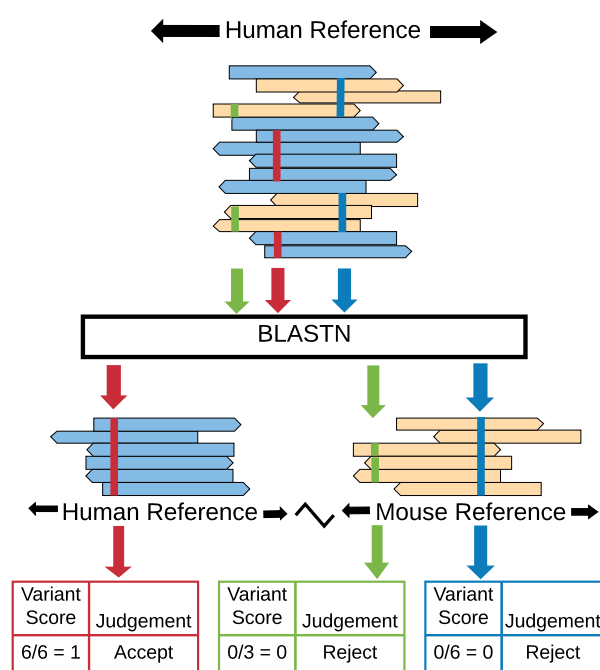 Human Reference
BLASTN
Human Reference
Mouse Reference
Variant Score
Judgement
6/6 = 1
Accept
Variant Score
Judgement
0/3 = 0
Reject
Variant Score
Judgement
0/6 = 0
Reject